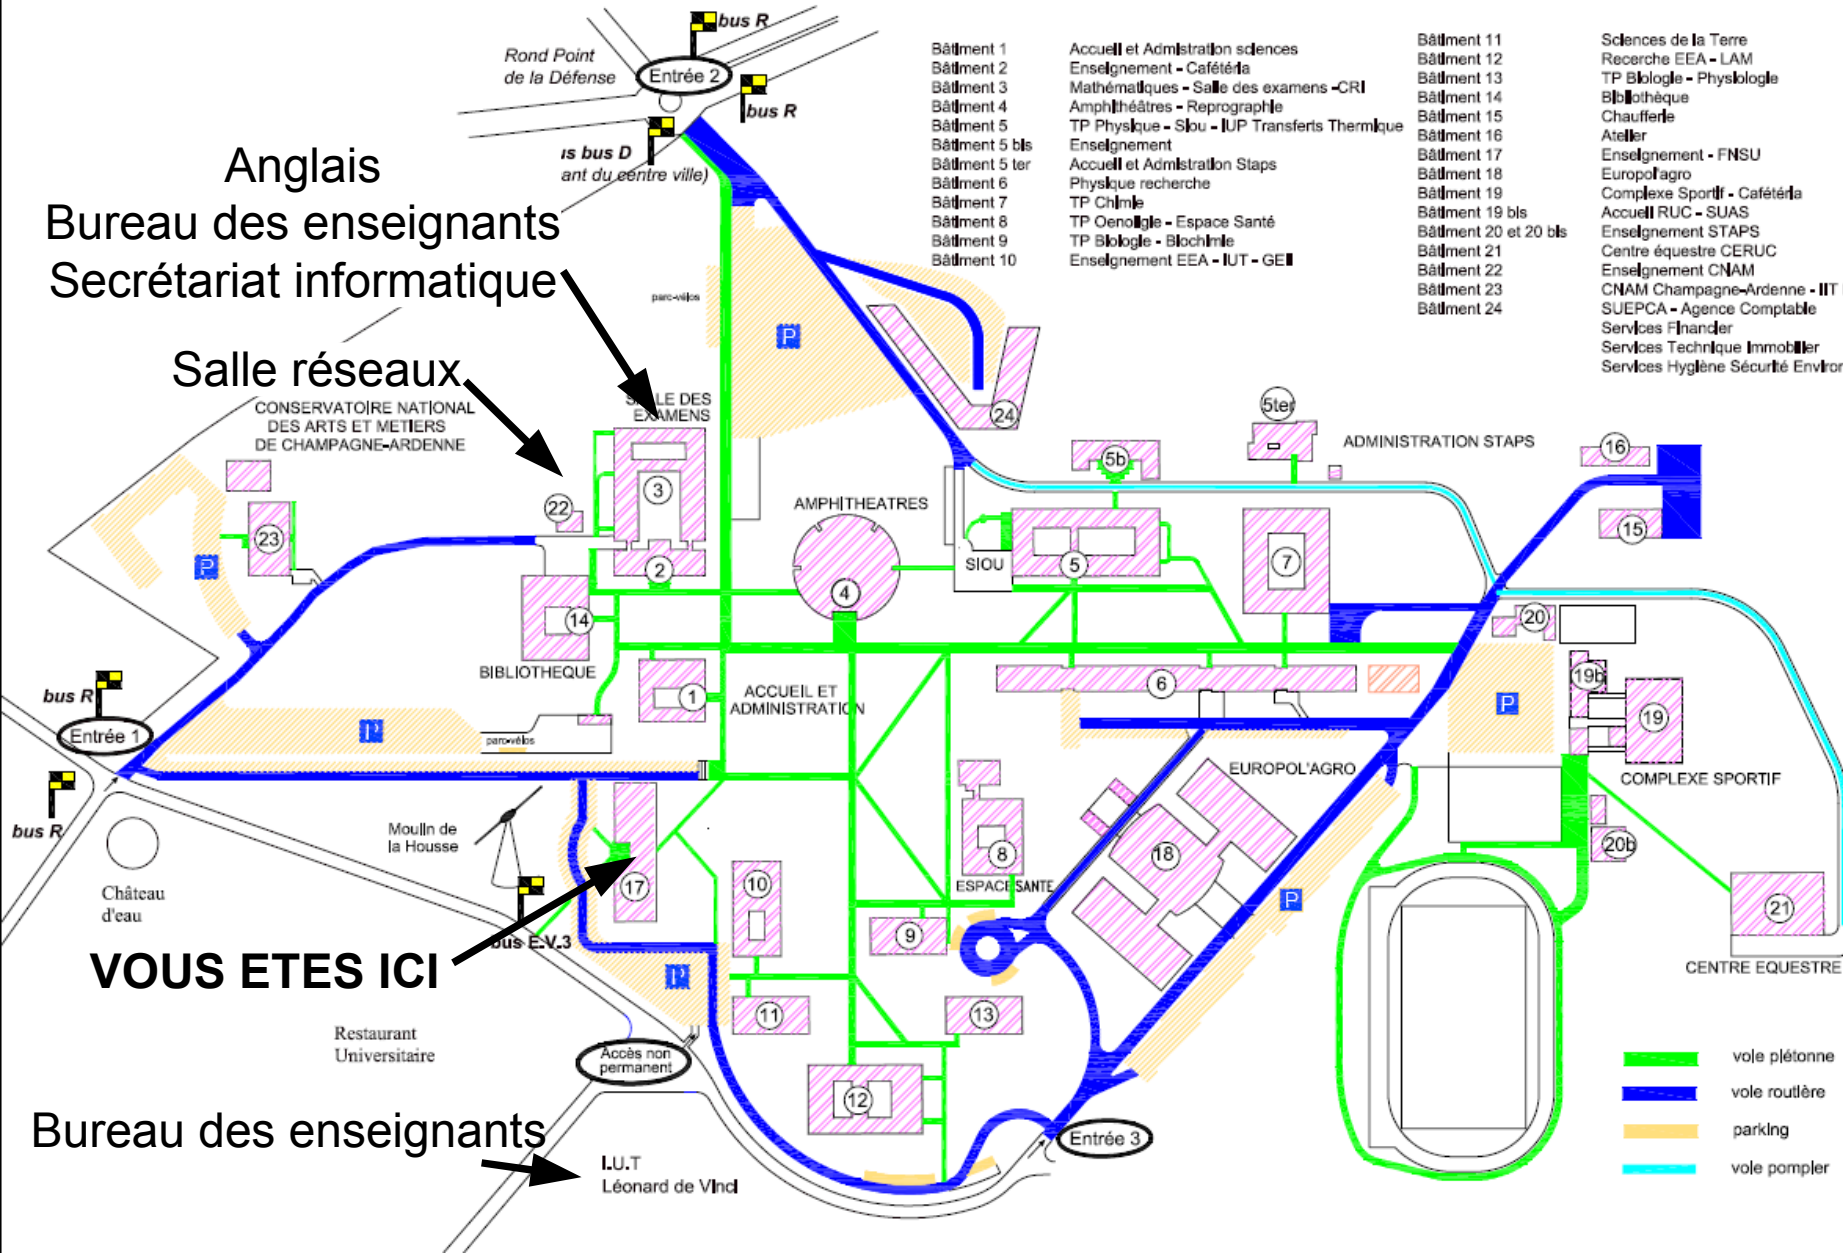 bus R
Rond Point
de la Défense
Entrée 2
bus R
bus D
ant du centre ville)
Anglais
Bureau des enseignants
Secrétariat informatique
Salle réseaux
Bâtiment 1 Accueil et Admistration sciences
Bâtiment 2 Enseignement - Cafétéria
Bâtiment 3 Mathématiques - Salle des examens -CRI
Bâtiment 4 Amphithéâtres - Reprographie
Bâtiment 5 TP Physique - Siou - IUP Transferts Thermique
Bâtiment 5 bis Enseignement
Bâtiment 5 ter Accueil et Admistration Staps
Bâtiment 6 Physique recherche
Bâtiment 7 TP Chimie
Bâtiment 8 TP Oenoligie - Espace Santé
Bâtiment 9 TP Biologie - Biochimie
Bâtiment 10 Enseignement EEA - IUT - GEII
Bâtiment 11 Sciences de la Terre
Bâtiment 12 Recerche EEA - LAM
Bâtiment 13 TP Biologie - Physiologie
Bâtiment 14 Bibliothèque
Bâtiment 15 Chaufferie
Bâtiment 16 Atelier
Bâtiment 17 Enseignement - FNSU
Bâtiment 18 Europol'agro
Bâtiment 19 Complexe Sportif - Cafétéria
Bâtiment 19 bis Accueil RUC - SUAS
Bâtiment 20 et 20 bis Enseignement STAPS
Bâtiment 21 Centre équestre CERUC
Bâtiment 22 Enseignement CNAM
Bâtiment 23 CNAM Champagne-Ardenne - IIT
Bâtiment 24 SUEPCA - Agence Comptable
Services Financier
Services Technique Immobilier
Services Hygiène Sécurité Environ
parc-vélos
P
CONSERVATOIRE NATIONAL
DES ARTS ET METIERS
DE CHAMPAGNE-ARDENNE
SALLE DES
EXAMENS
24
5ter
ADMINISTRATION STAPS
16
5b
3
22
AMPHITHEATRES
23
15
P
SIOU
5
7
2
4
14
20
BIBLIOTHEQUE
1
ACCUEIL ET
ADMINISTRATION
6
19b
19
P
bus R
Entrée 1
P
parc-vélos
EUROPOL'AGRO
COMPLEXE SPORTIF
bus R
Moulin de
la Housse
Château
d'eau
17
10
8
ESPACE SANTE
18
20b
P
21
9
bus E.V.3
VOUS ETES ICI
P
CENTRE EQUESTRE
11
13
Restaurant
Universitaire
Accès non
permanent
12
Entrée 3
Bureau des enseignants
I.U.T
Léonard de Vinci
voie piétonne
voie routière
parking
voie pompier